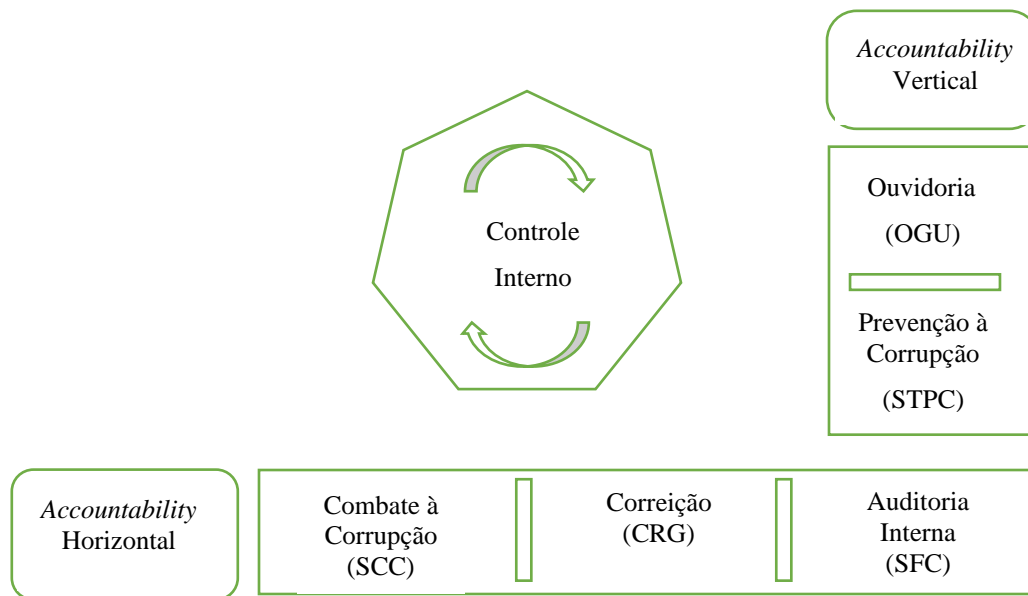 Accountability
Vertical
Controle
Interno
Ouvidoria
(OGU)
Prevenção à
Corrupção
(STPC)
Accountability
Horizontal
Combate à
Corrupção
(SCC)
Correição
(CRG)
Auditoria
Interna
(SFC)